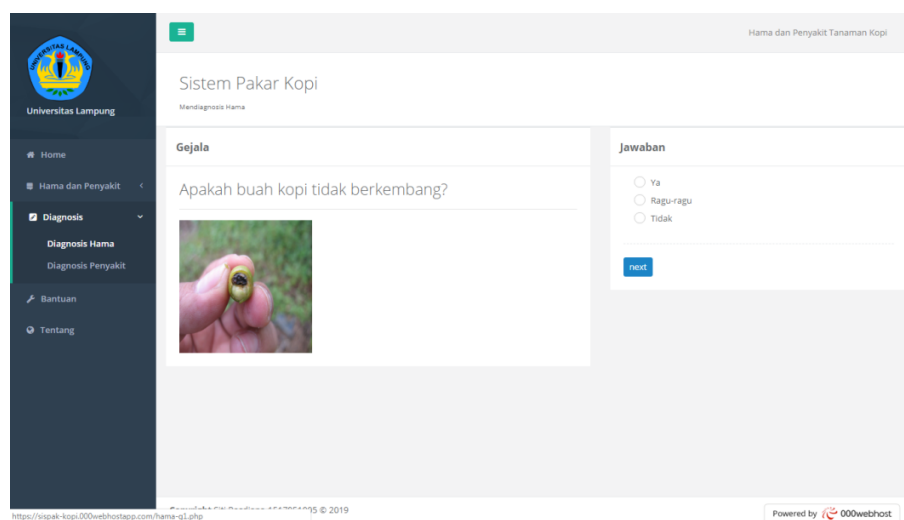 UNIVERSITAS LAMPUNG
Universitas Lampung
Home
Hama dan Penyakit
Diagnosis
Diagnosis Hama
Diagnosis Penyakit
Bantuan
Tentang
Hama dan Penyakit Tanaman Kopi
Sistem Pakar Kopi
Mendiagnosis Hama
Gejala
Apakah buah kopi tidak berkembang?
Jawaban
Ya
Ragu-ragu
Tidak
next
© 2019
https://sispak-kopi.000webhostapp.com/hama-q1.php
Powered by 000webhost